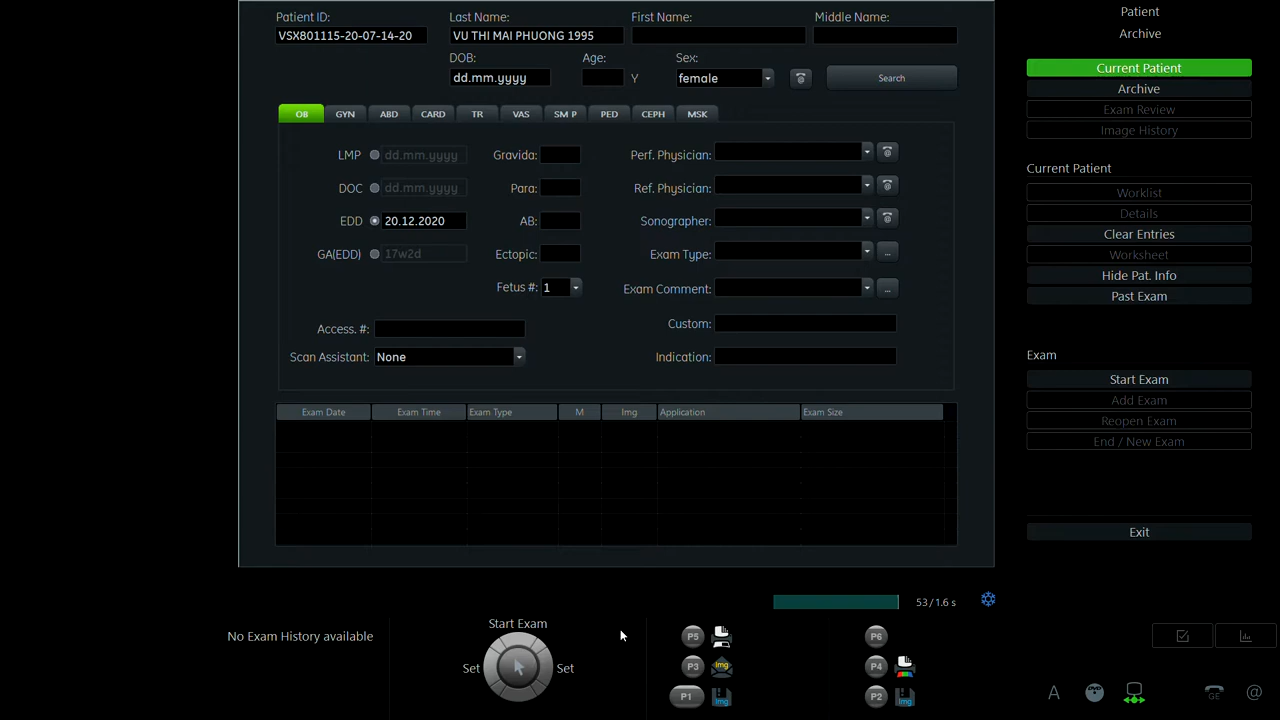 Patient ID: Last Name: First Name: Middle Name:
VSX801115-20-07-14-20 VU THI MAI PHUONG 1995
DOB: Age: Sex:
dd.mm.yyyy Y female Search
OB GYN ABD CARD TR VAS SM P PED CEPH MSK
LMP dd.mm.yyyy Gravida: Perf. Physician:
DOC dd.mm.yyyy Para: Ref. Physician:
EDD 20.12.2020 AB: Sonographer:
GA(EDD) 17w2d Ectopic: Exam Type: ...
Fetus #: 1 Exam Comment: ...
Access. #: Custom:
Scan Assistant: None Indication:
Exam Date Exam Time Exam Type M Img Application Exam Size
Patient
Archive
Current Patient
Archive
Exam Review
Image History
Current Patient
Worklist
Details
Clear Entries
Worksheet
Hide Pat. Info
Past Exam
Exam
Start Exam
Add Exam
Reopen Exam
End / New Exam
Exit
53/1.6 s
No Exam History available
Start Exam
Set Set
P5 P6
P3 Img P4
P1 Img P2 Img
A GE @